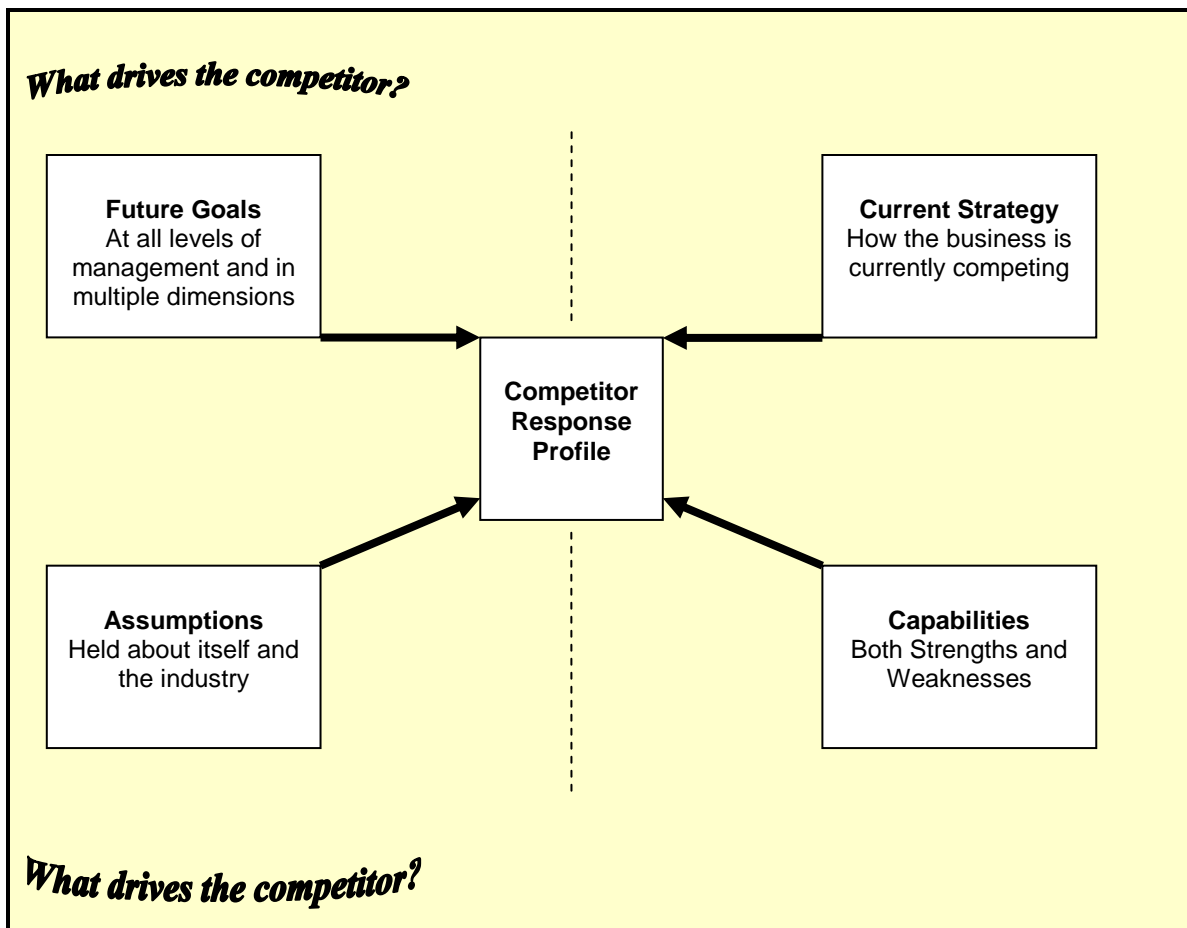 What drives the competitor?
Future Goals
At all levels of
management and in
multiple dimensions
Current Strategy
How the business is
currently competing
Competitor
Response
Profile
Assumptions
Held about itself and
the industry
Capabilities
Both Strengths and
Weaknesses
What drives the competitor?